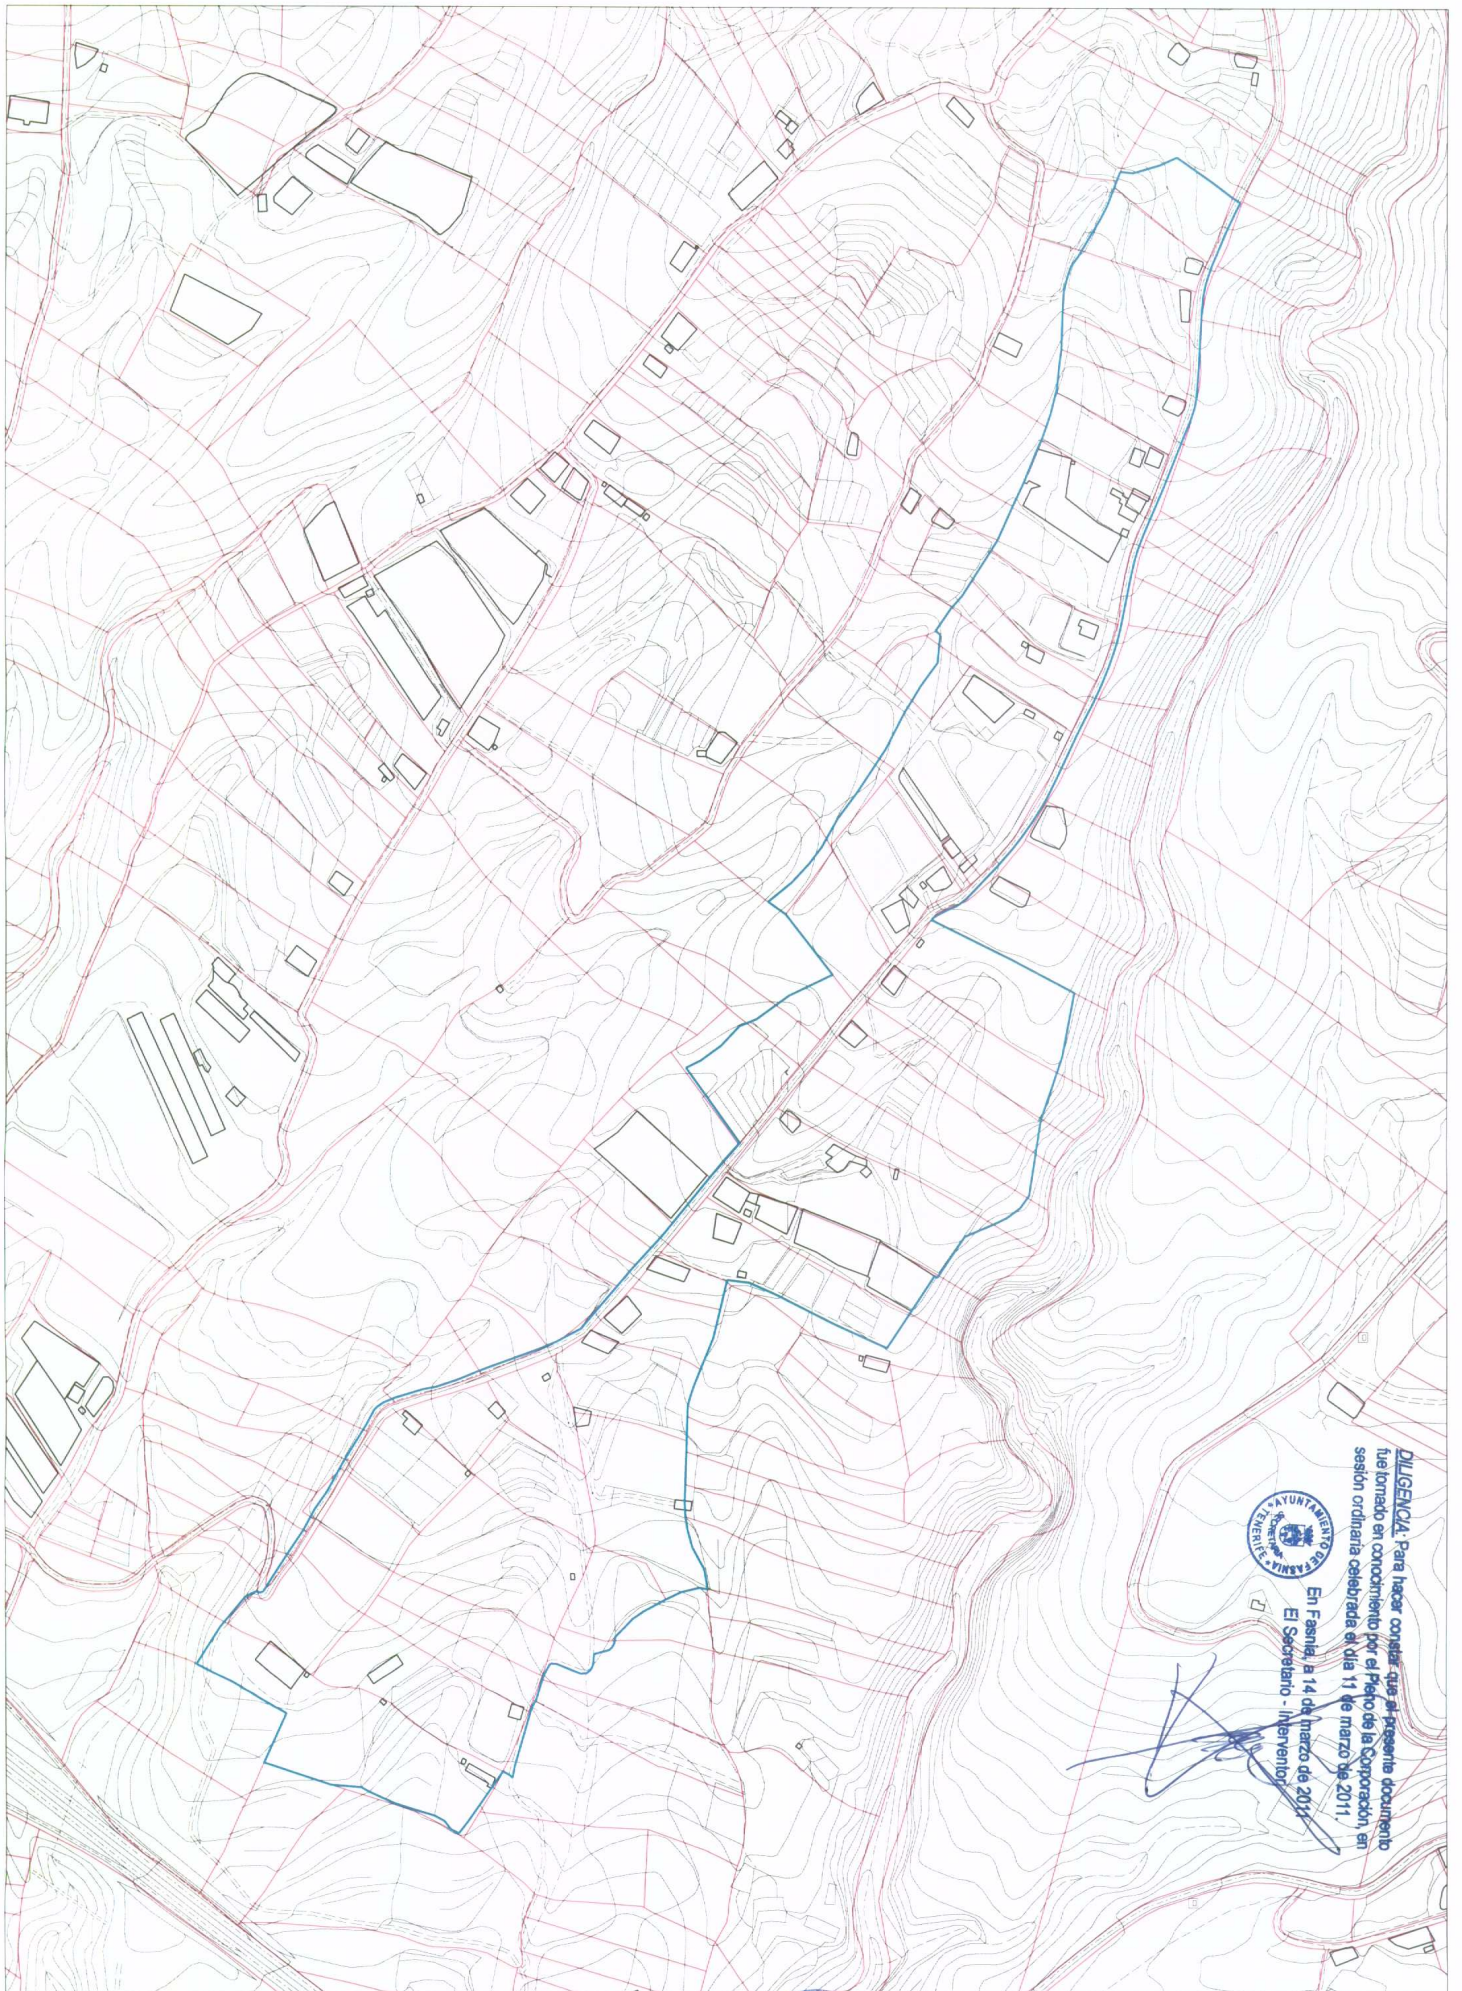 DILIGENCIA: Para hacer constar que el presente documento
fue tomado en conocimiento por el Pleno de la Corporación, en
sesión ordinaria celebrada el día 11 de marzo de 2011.
En Fasnia, a 14 de marzo de 2011
El Secretario - Interventor
AYUNTAMIENTO DE FASNIA
TENERIFE